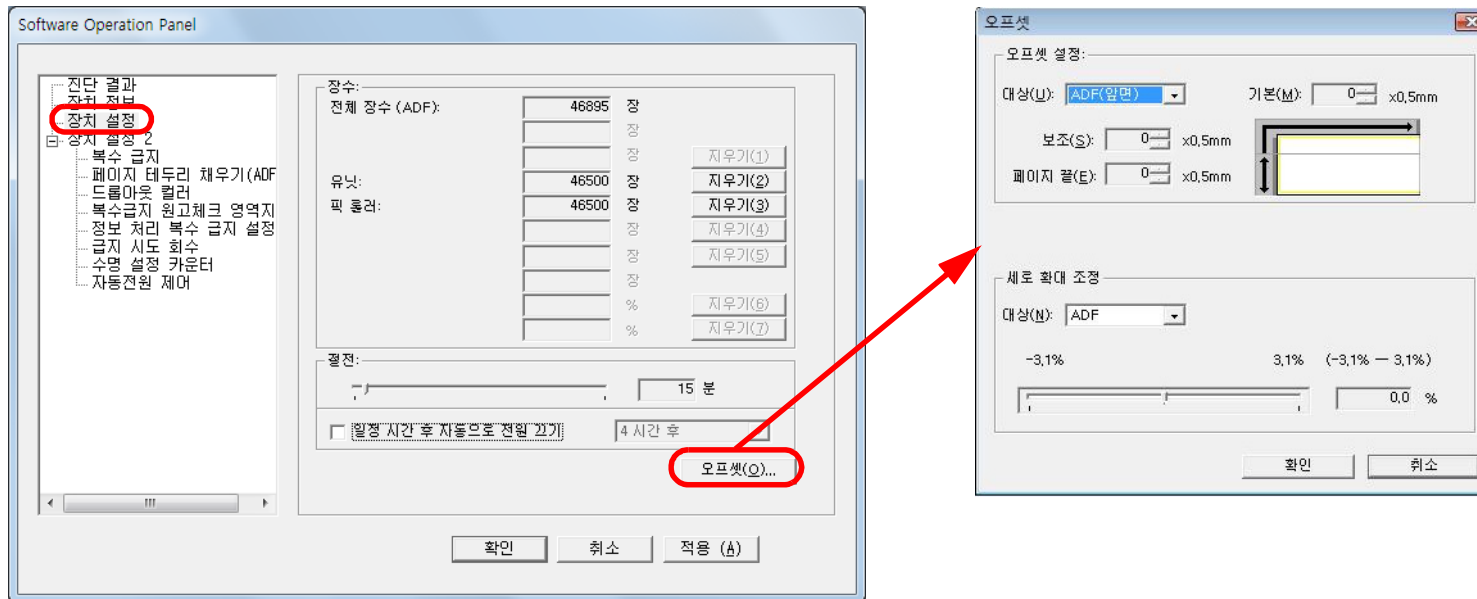 Software Operation Panel
진단 결과
장치 정보
장치 설정
장치 설정 2
복수 급지
페이지 테두리 채우기(ADF
드롭아웃 컬러
복수급지 원고체크 영역지
정보 처리 복수 급지 설정
급지 시도 회수
수명 설정 카운터
자동전원 제어
장수:
전체 장수 (ADF): 46895 장
장
장 지우기(1)
유닛: 46500 장 지우기(2)
픽 롤러: 46500 장 지우기(3)
장 지우기(4)
장 지우기(5)
장
% 지우기(6)
% 지우기(7)
절전:
15 분
일정 시간 후 자동으로 전원 끄기 4 시간 후
오프셋(O)...
확인 취소 적용 (A)
오프셋
오프셋 설정:
대상(U): ADF(앞면) 기본(M): 0 x0,5mm
보조(S): 0 x0,5mm
페이지 끝(E): 0 x0,5mm
세로 확대 조정
대상(N): ADF
-3,1% 3,1% (-3,1% — 3,1%)
0,0 %
확인 취소